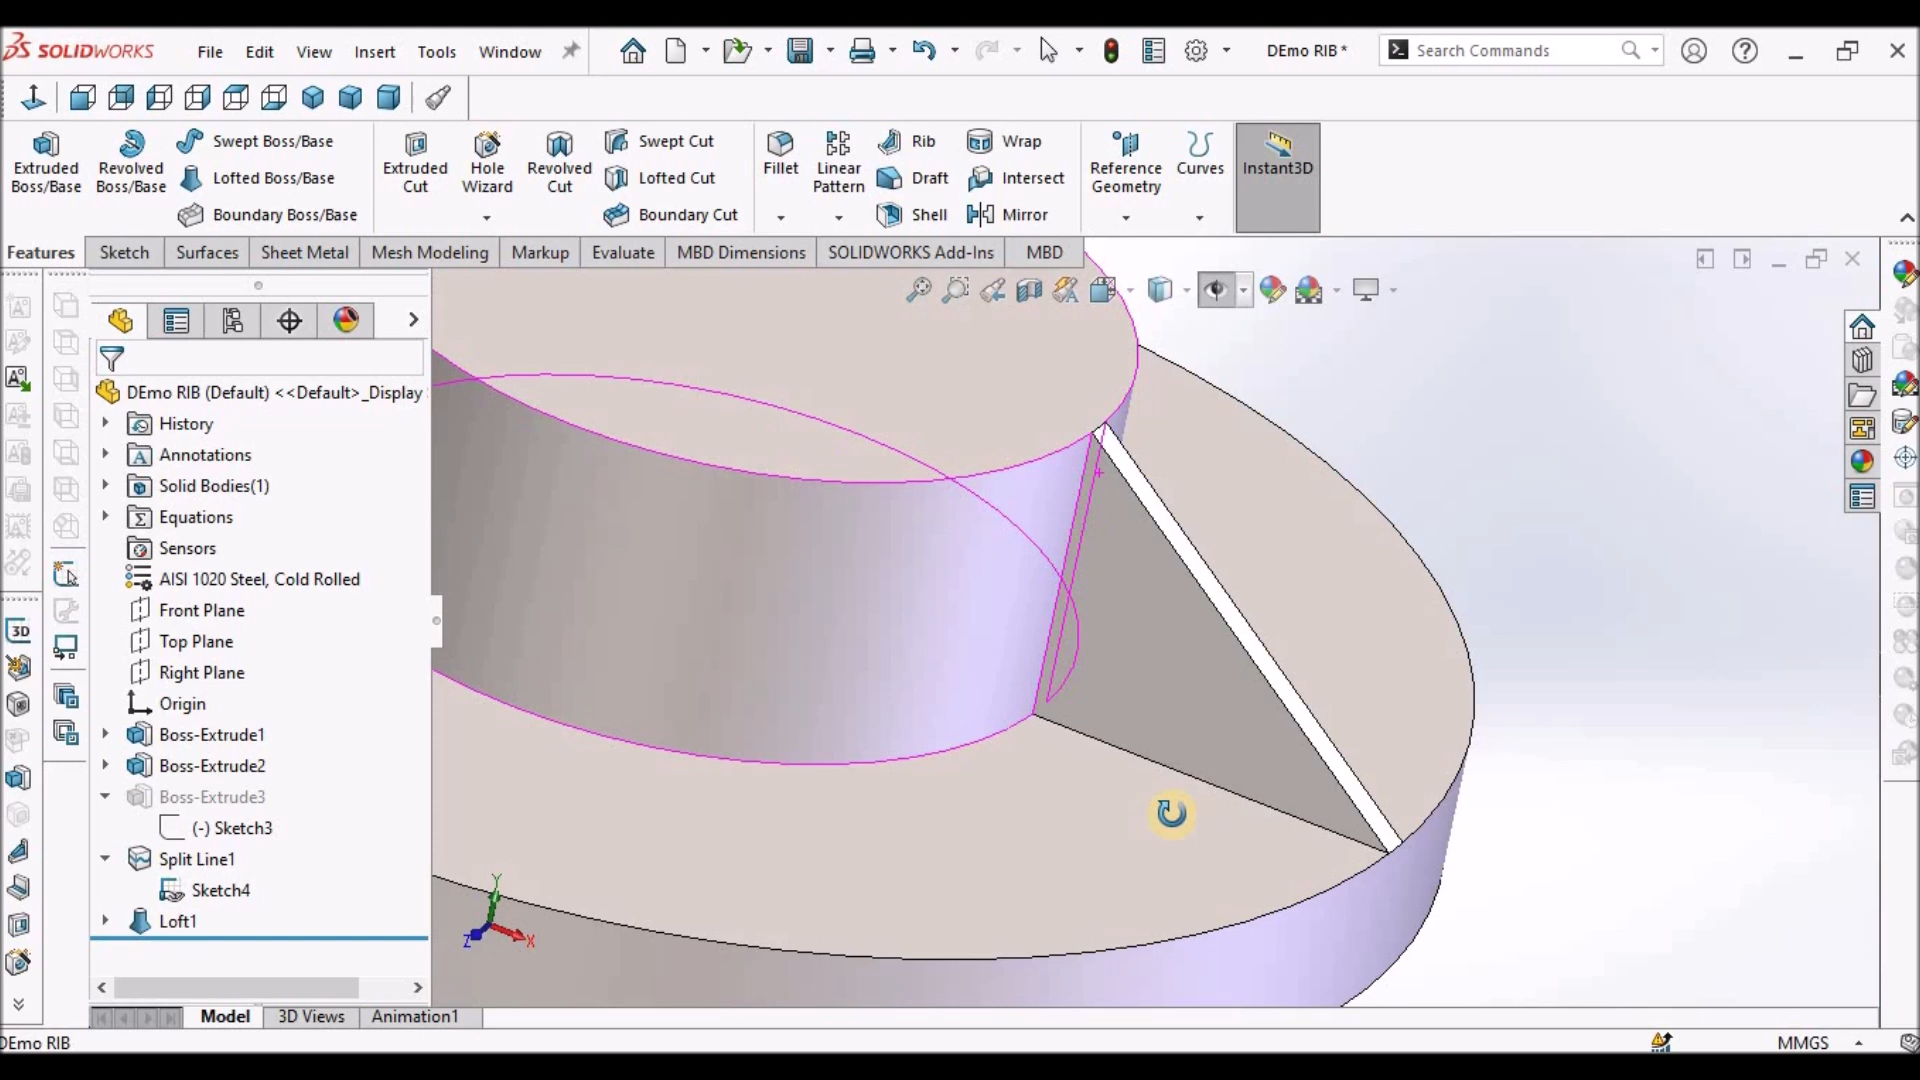 SOLIDWORKS File Edit View Insert Tools Window DEmo RIB * Search Commands
Extruded Boss/Base
Revolved Boss/Base
Swept Boss/Base
Lofted Boss/Base
Boundary Boss/Base
Extruded Cut
Hole Wizard
Revolved Cut
Swept Cut
Lofted Cut
Boundary Cut
Fillet
Linear Pattern
Rib
Draft
Shell
Wrap
Intersect
Mirror
Reference Geometry
Curves
Instant3D
Features Sketch Surfaces Sheet Metal Mesh Modeling Markup Evaluate MBD Dimensions SOLIDWORKS Add-Ins MBD
DEmo RIB (Default) <<Default>_Display
History
A Annotations
Solid Bodies(1)
Σ Equations
Sensors
AISI 1020 Steel, Cold Rolled
Front Plane
Top Plane
Right Plane
Origin
Boss-Extrude1
Boss-Extrude2
Boss-Extrude3
(-) Sketch3
Split Line1
Sketch4
Loft1
3D
Y
Z
X
Model 3D Views Animation1
DEmo RIB MMGS